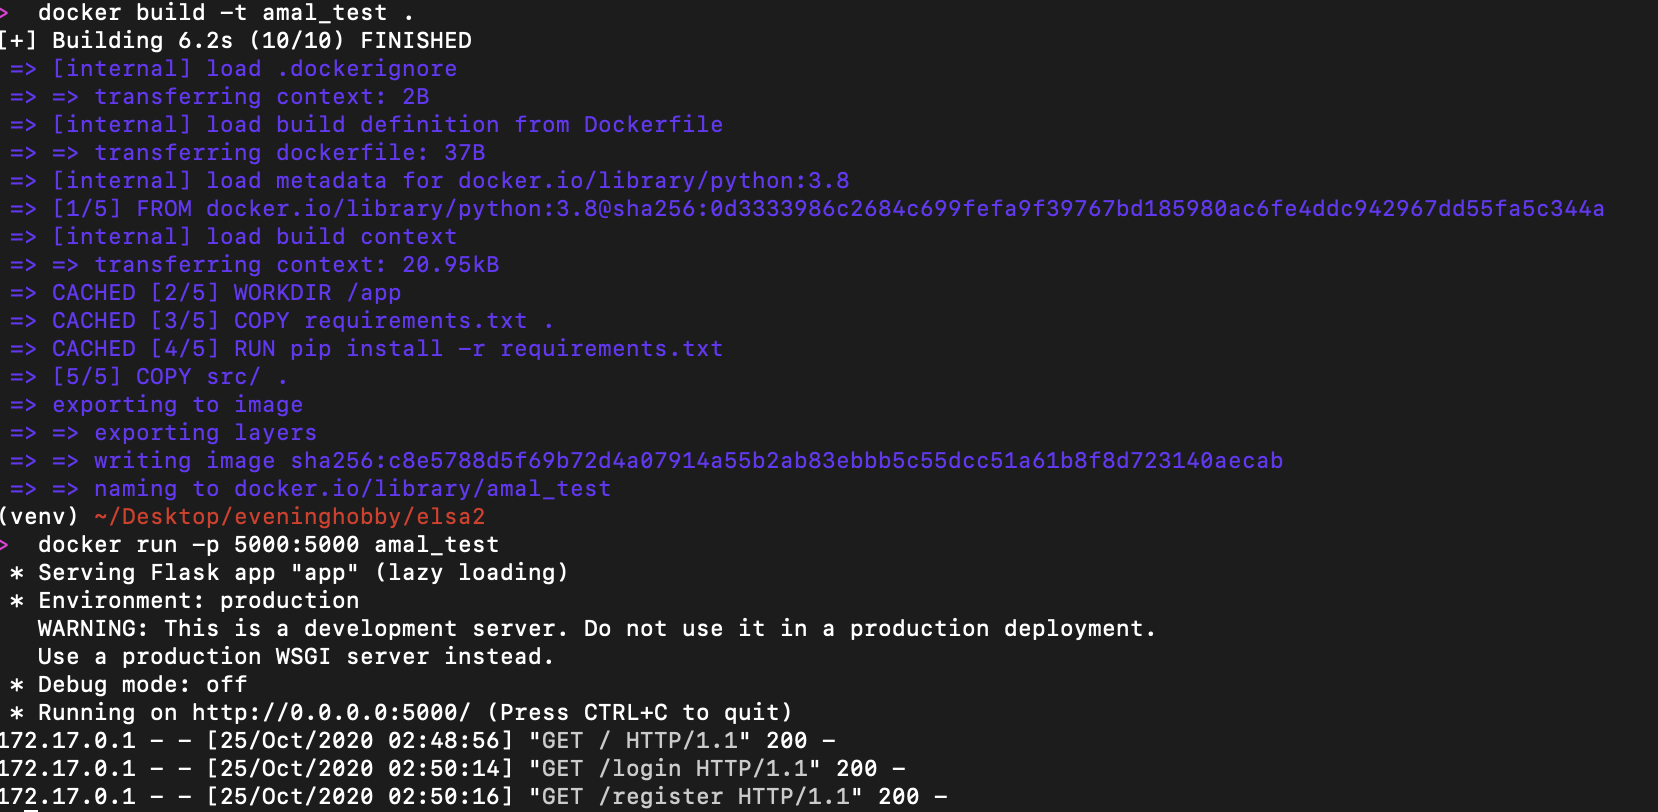 > docker build -t amal_test .
[+] Building 6.2s (10/10) FINISHED
=> [internal] load .dockerignore
=> => transferring context: 2B
=> [internal] load build definition from Dockerfile
=> => transferring dockerfile: 37B
=> [internal] load metadata for docker.io/library/python:3.8
=> [1/5] FROM docker.io/library/python:3.8@sha256:0d3333986c2684c699fefa9f39767bd185980ac6fe4ddc942967dd55fa5c344a
=> [internal] load build context
=> => transferring context: 20.95kB
=> CACHED [2/5] WORKDIR /app
=> CACHED [3/5] COPY requirements.txt .
=> CACHED [4/5] RUN pip install -r requirements.txt
=> [5/5] COPY src/ .
=> exporting to image
=> => exporting layers
=> => writing image sha256:c8e5788d5f69b72d4a07914a55b2ab83ebbb5c55dcc51a61b8f8d723140aecab
=> => naming to docker.io/library/amal_test
(venv) ~/Desktop/eveninghobby/elsa2
> docker run -p 5000:5000 amal_test
* Serving Flask app "app" (lazy loading)
* Environment: production
WARNING: This is a development server. Do not use it in a production deployment.
Use a production WSGI server instead.
* Debug mode: off
* Running on http://0.0.0.0:5000/ (Press CTRL+C to quit)
172.17.0.1 - - [25/Oct/2020 02:48:56] "GET / HTTP/1.1" 200 -
172.17.0.1 - - [25/Oct/2020 02:50:14] "GET /login HTTP/1.1" 200 -
172.17.0.1 - - [25/Oct/2020 02:50:16] "GET /register HTTP/1.1" 200 -